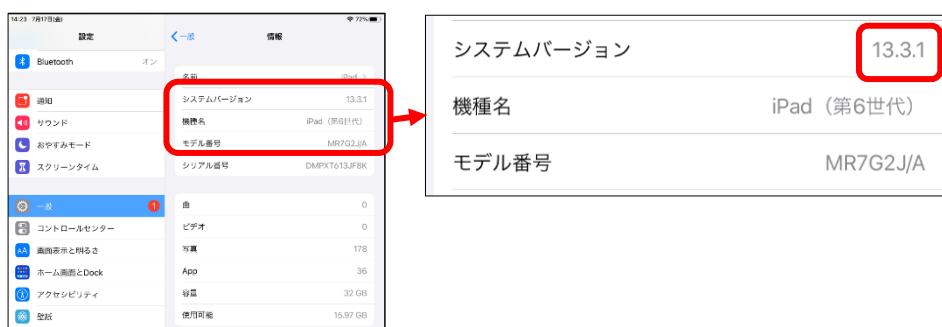 14:23 7月17日(金)
72%
設定
一般
情報
Bluetooth
オン
通知
サウンド
おやすみモード
スクリーンタイム
一般
1
コントロールセンター
AA
画面表示と明るさ
ホーム画面とDock
アクセシビリティ
壁紙
名前
iPad
システムバージョン
13.3.1
機種名
iPad（第6世代）
モデル番号
MR7G2J/A
シリアル番号
DMPXT613JF8K
曲
0
ビデオ
0
写真
178
App
36
容量
32 GB
使用可能
15.97 GB
システムバージョン
13.3.1
機種名
iPad（第6世代）
モデル番号
MR7G2J/A